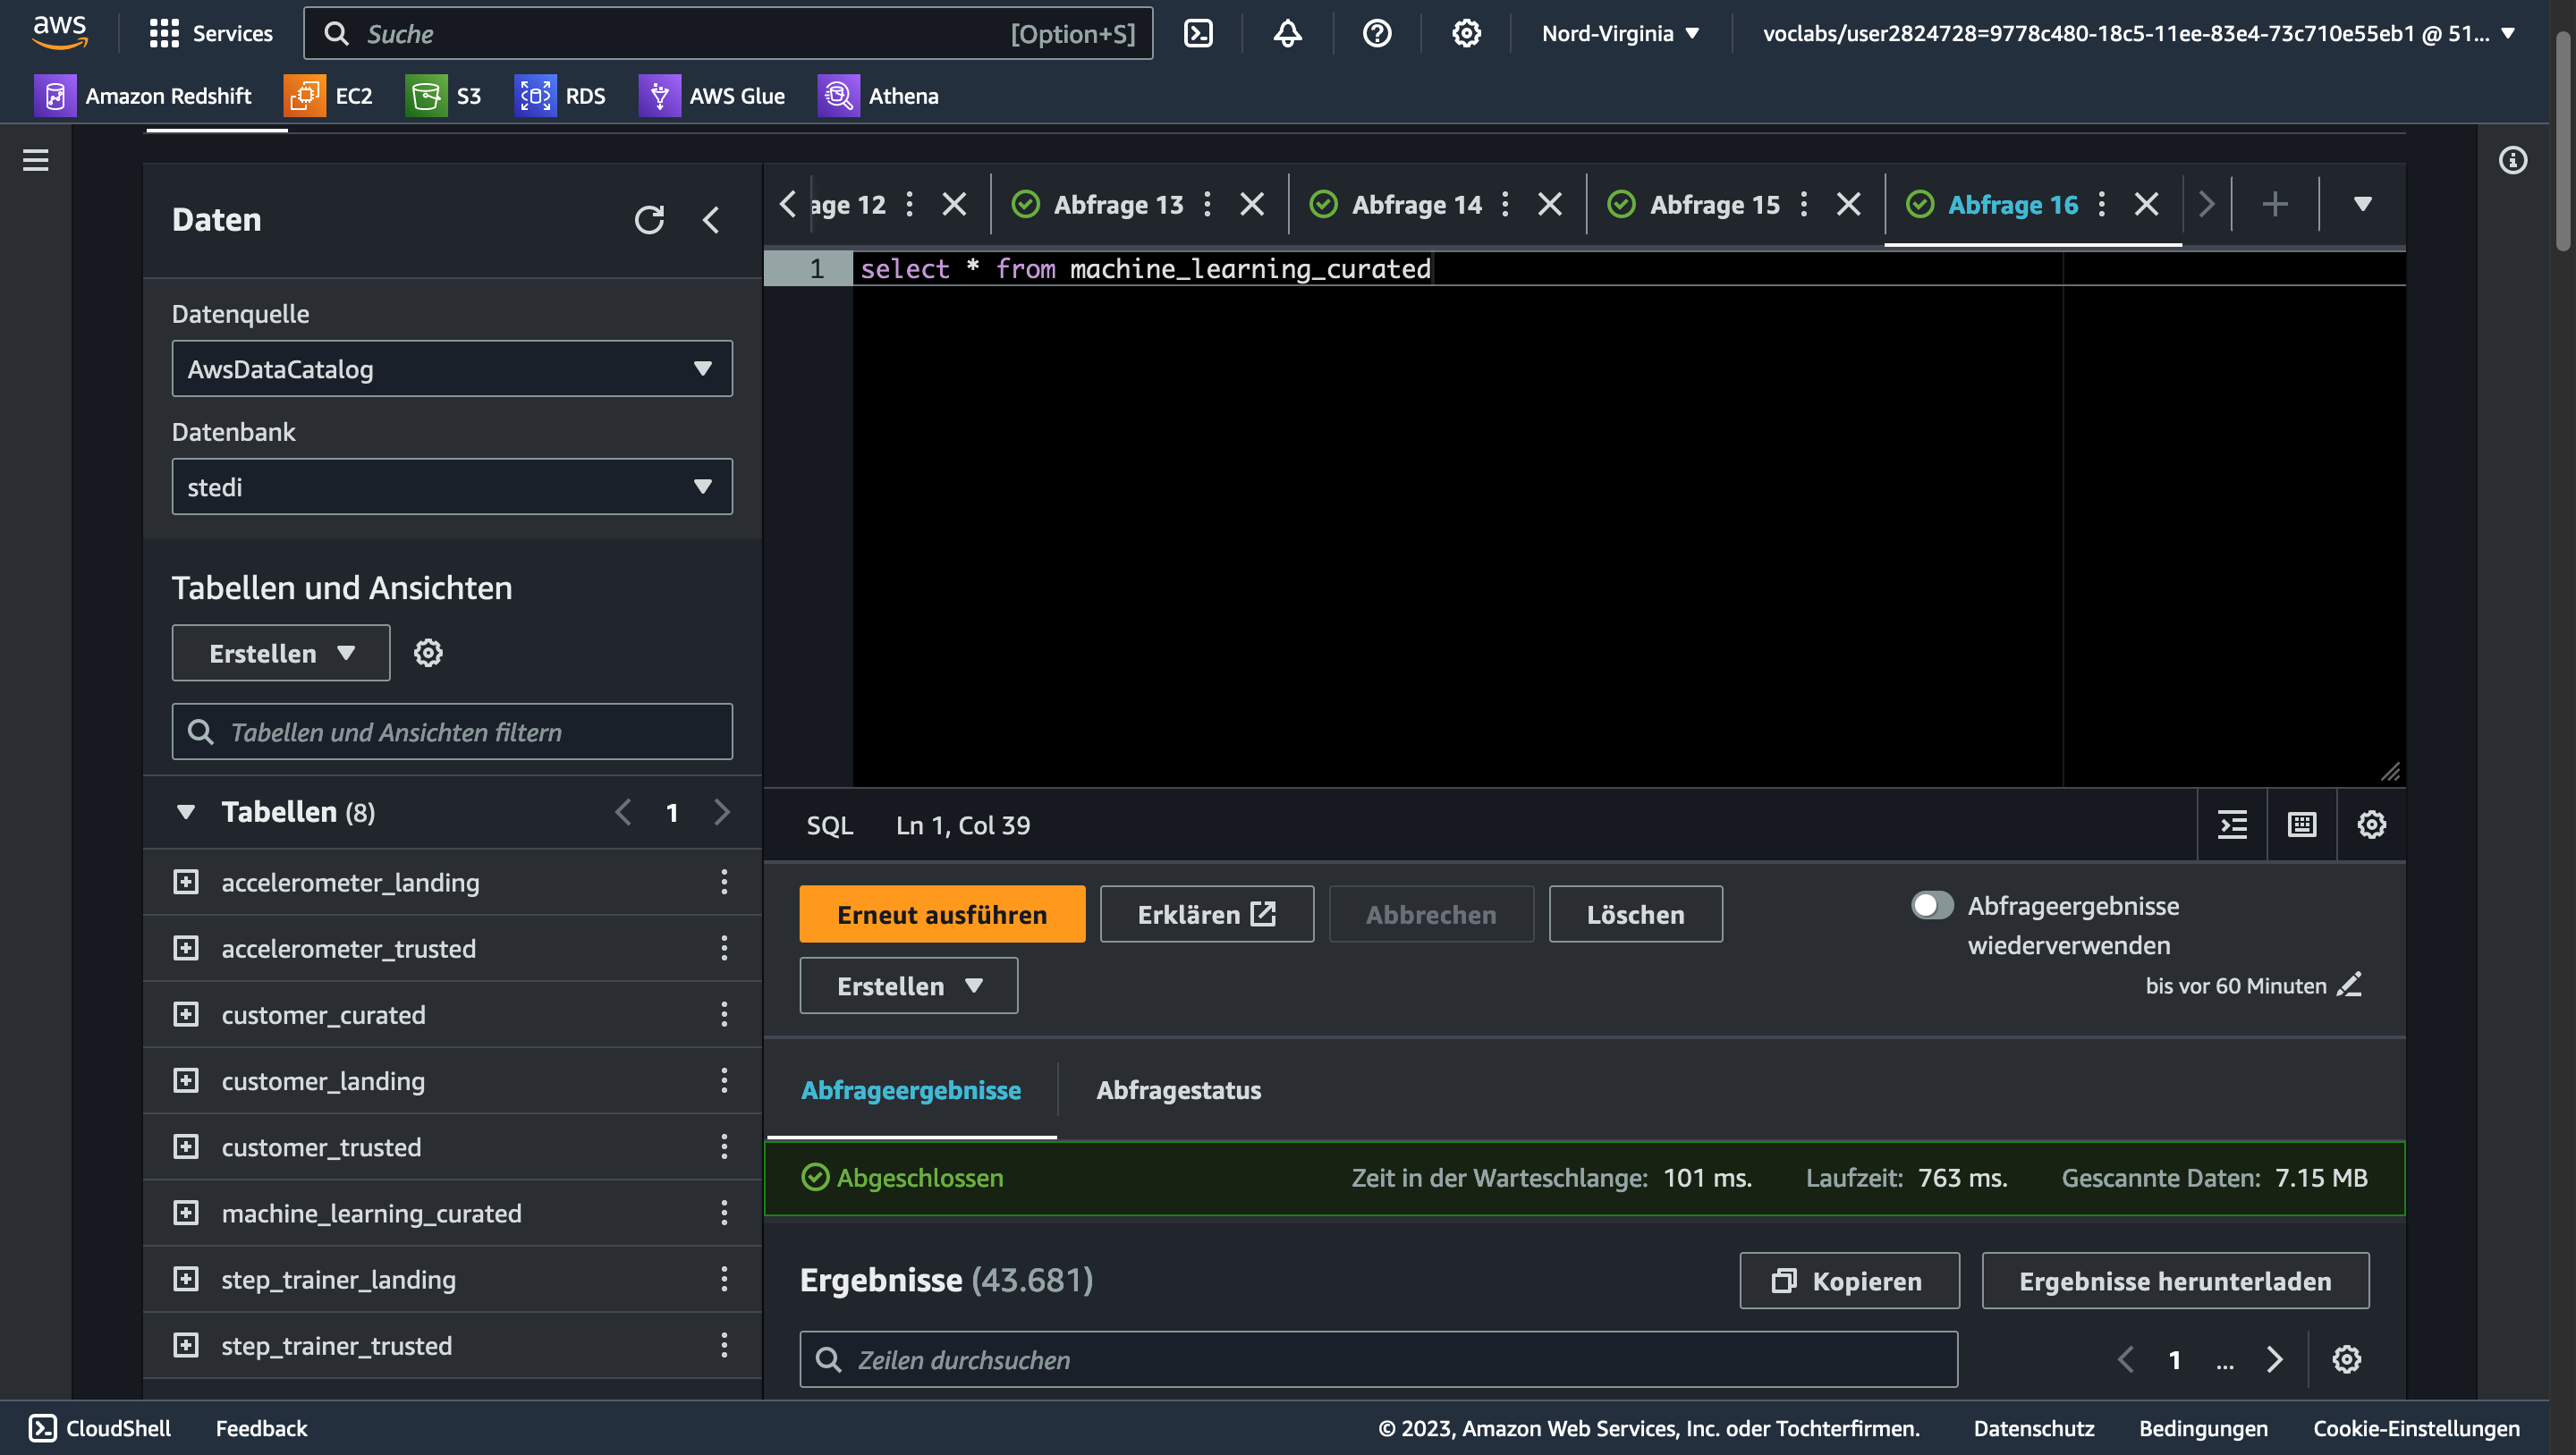 aws
Services
Suche
[Option+S]
Nord-Virginia
voclabs/user2824728=9778c480-18c5-11ee-83e4-73c710e55eb1 @ 51...
Amazon Redshift
EC2
S3
RDS
AWS Glue
Athena
Daten
Datenquelle
AwsDataCatalog
Datenbank
stedi
Tabellen und Ansichten
Erstellen
Tabellen und Ansichten filtern
Tabellen (8)
1
accelerometer_landing
accelerometer_trusted
customer_curated
customer_landing
customer_trusted
machine_learning_curated
step_trainer_landing
step_trainer_trusted
age 12
Abfrage 13
Abfrage 14
Abfrage 15
Abfrage 16
1 select * from machine_learning_curated
SQL
Ln 1, Col 39
Erneut ausführen
Erklären
Abbrechen
Löschen
Erstellen
Abfrageergebnisse
wiederverwenden
bis vor 60 Minuten
Abfrageergebnisse
Abfragestatus
Abgeschlossen
Zeit in der Warteschlange: 101 ms.
Laufzeit: 763 ms.
Gescannte Daten: 7.15 MB
Ergebnisse (43.681)
Kopieren
Ergebnisse herunterladen
Zeilen durchsuchen
1 ...
CloudShell
Feedback
© 2023, Amazon Web Services, Inc. oder Tochterfirmen.
Datenschutz
Bedingungen
Cookie-Einstellungen